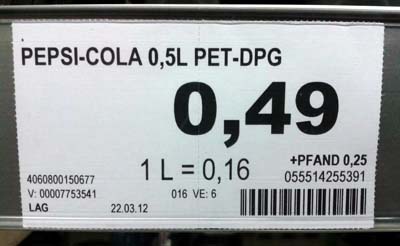 PEPSI-COLA 0,5L PET-DPG
0,49
1 L = 0,16
+PFAND 0,25
4060800150677
055514255391
V: 00007753541
016 VE: 6
LAG
22.03.12